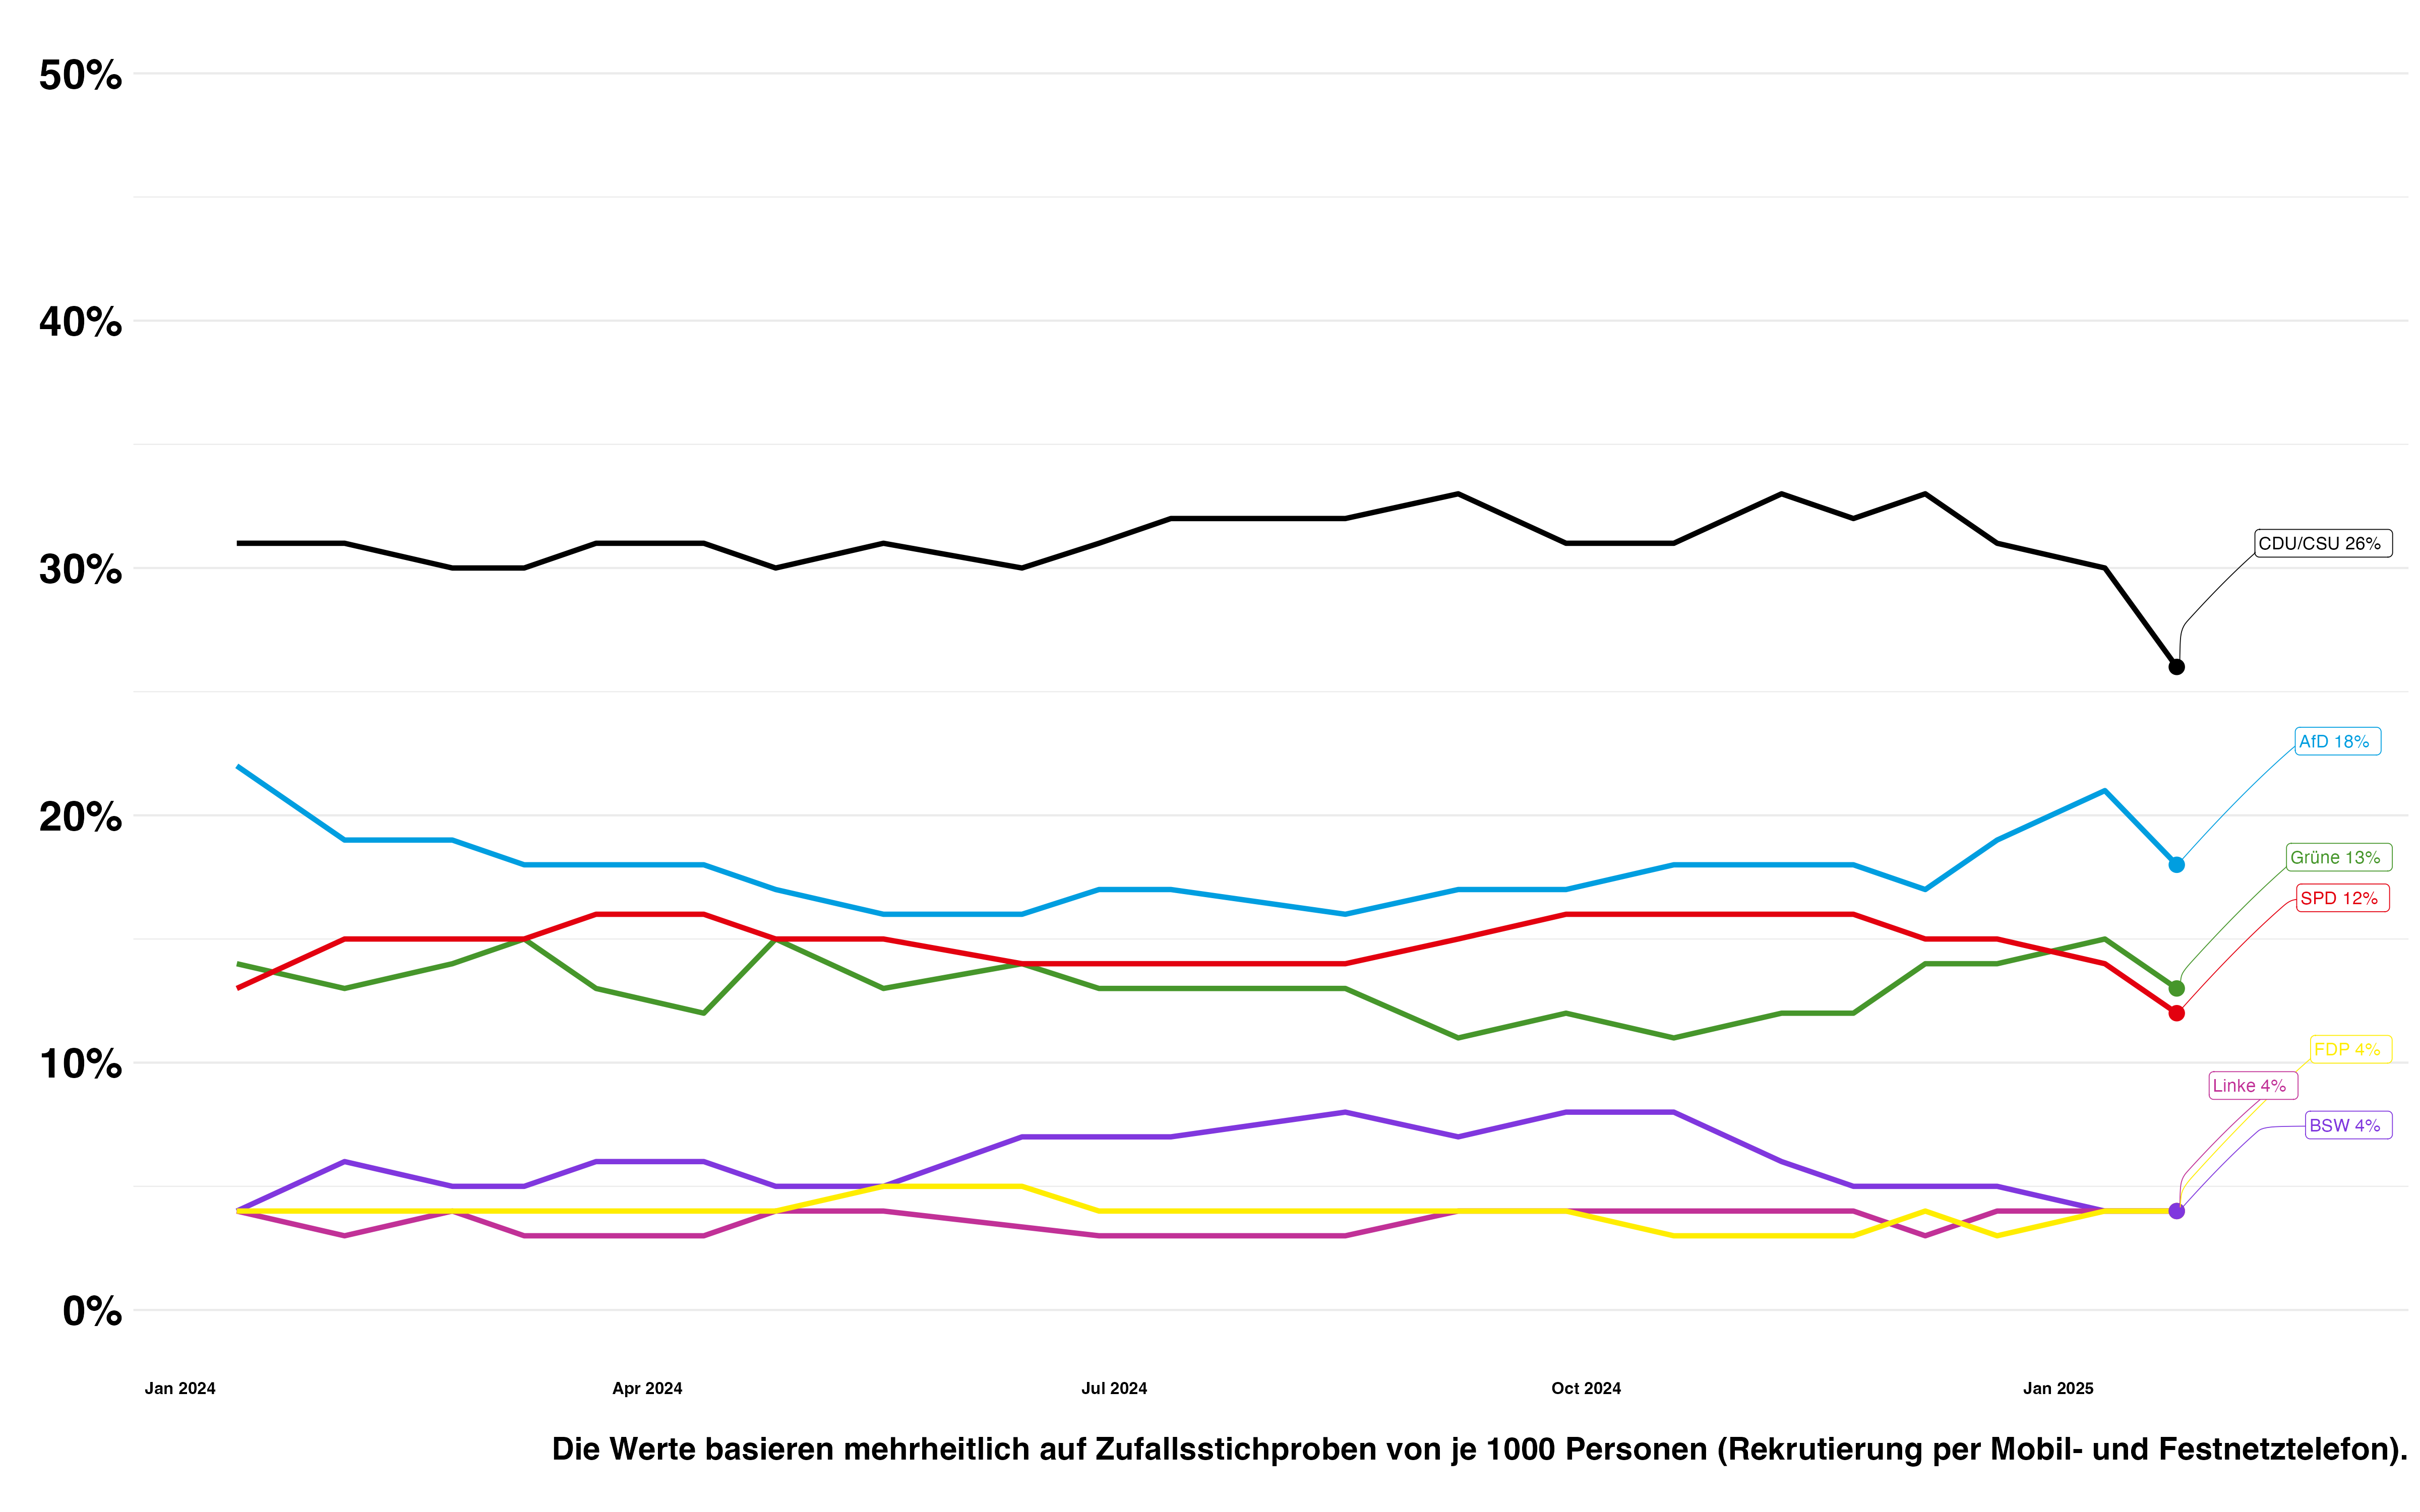 50%
40%
30%
20%
10%
0%
CDU/CSU 26%
AfD 18%
Grüne 13%
SPD 12%
FDP 4%
Linke 4%
BSW 4%
Jan 2024 Apr 2024 Jul 2024 Oct 2024 Jan 2025
Die Werte basieren mehrheitlich auf Zufallsstichproben von je 1000 Personen (Rekrutierung per Mobil- und Festnetztelefon).